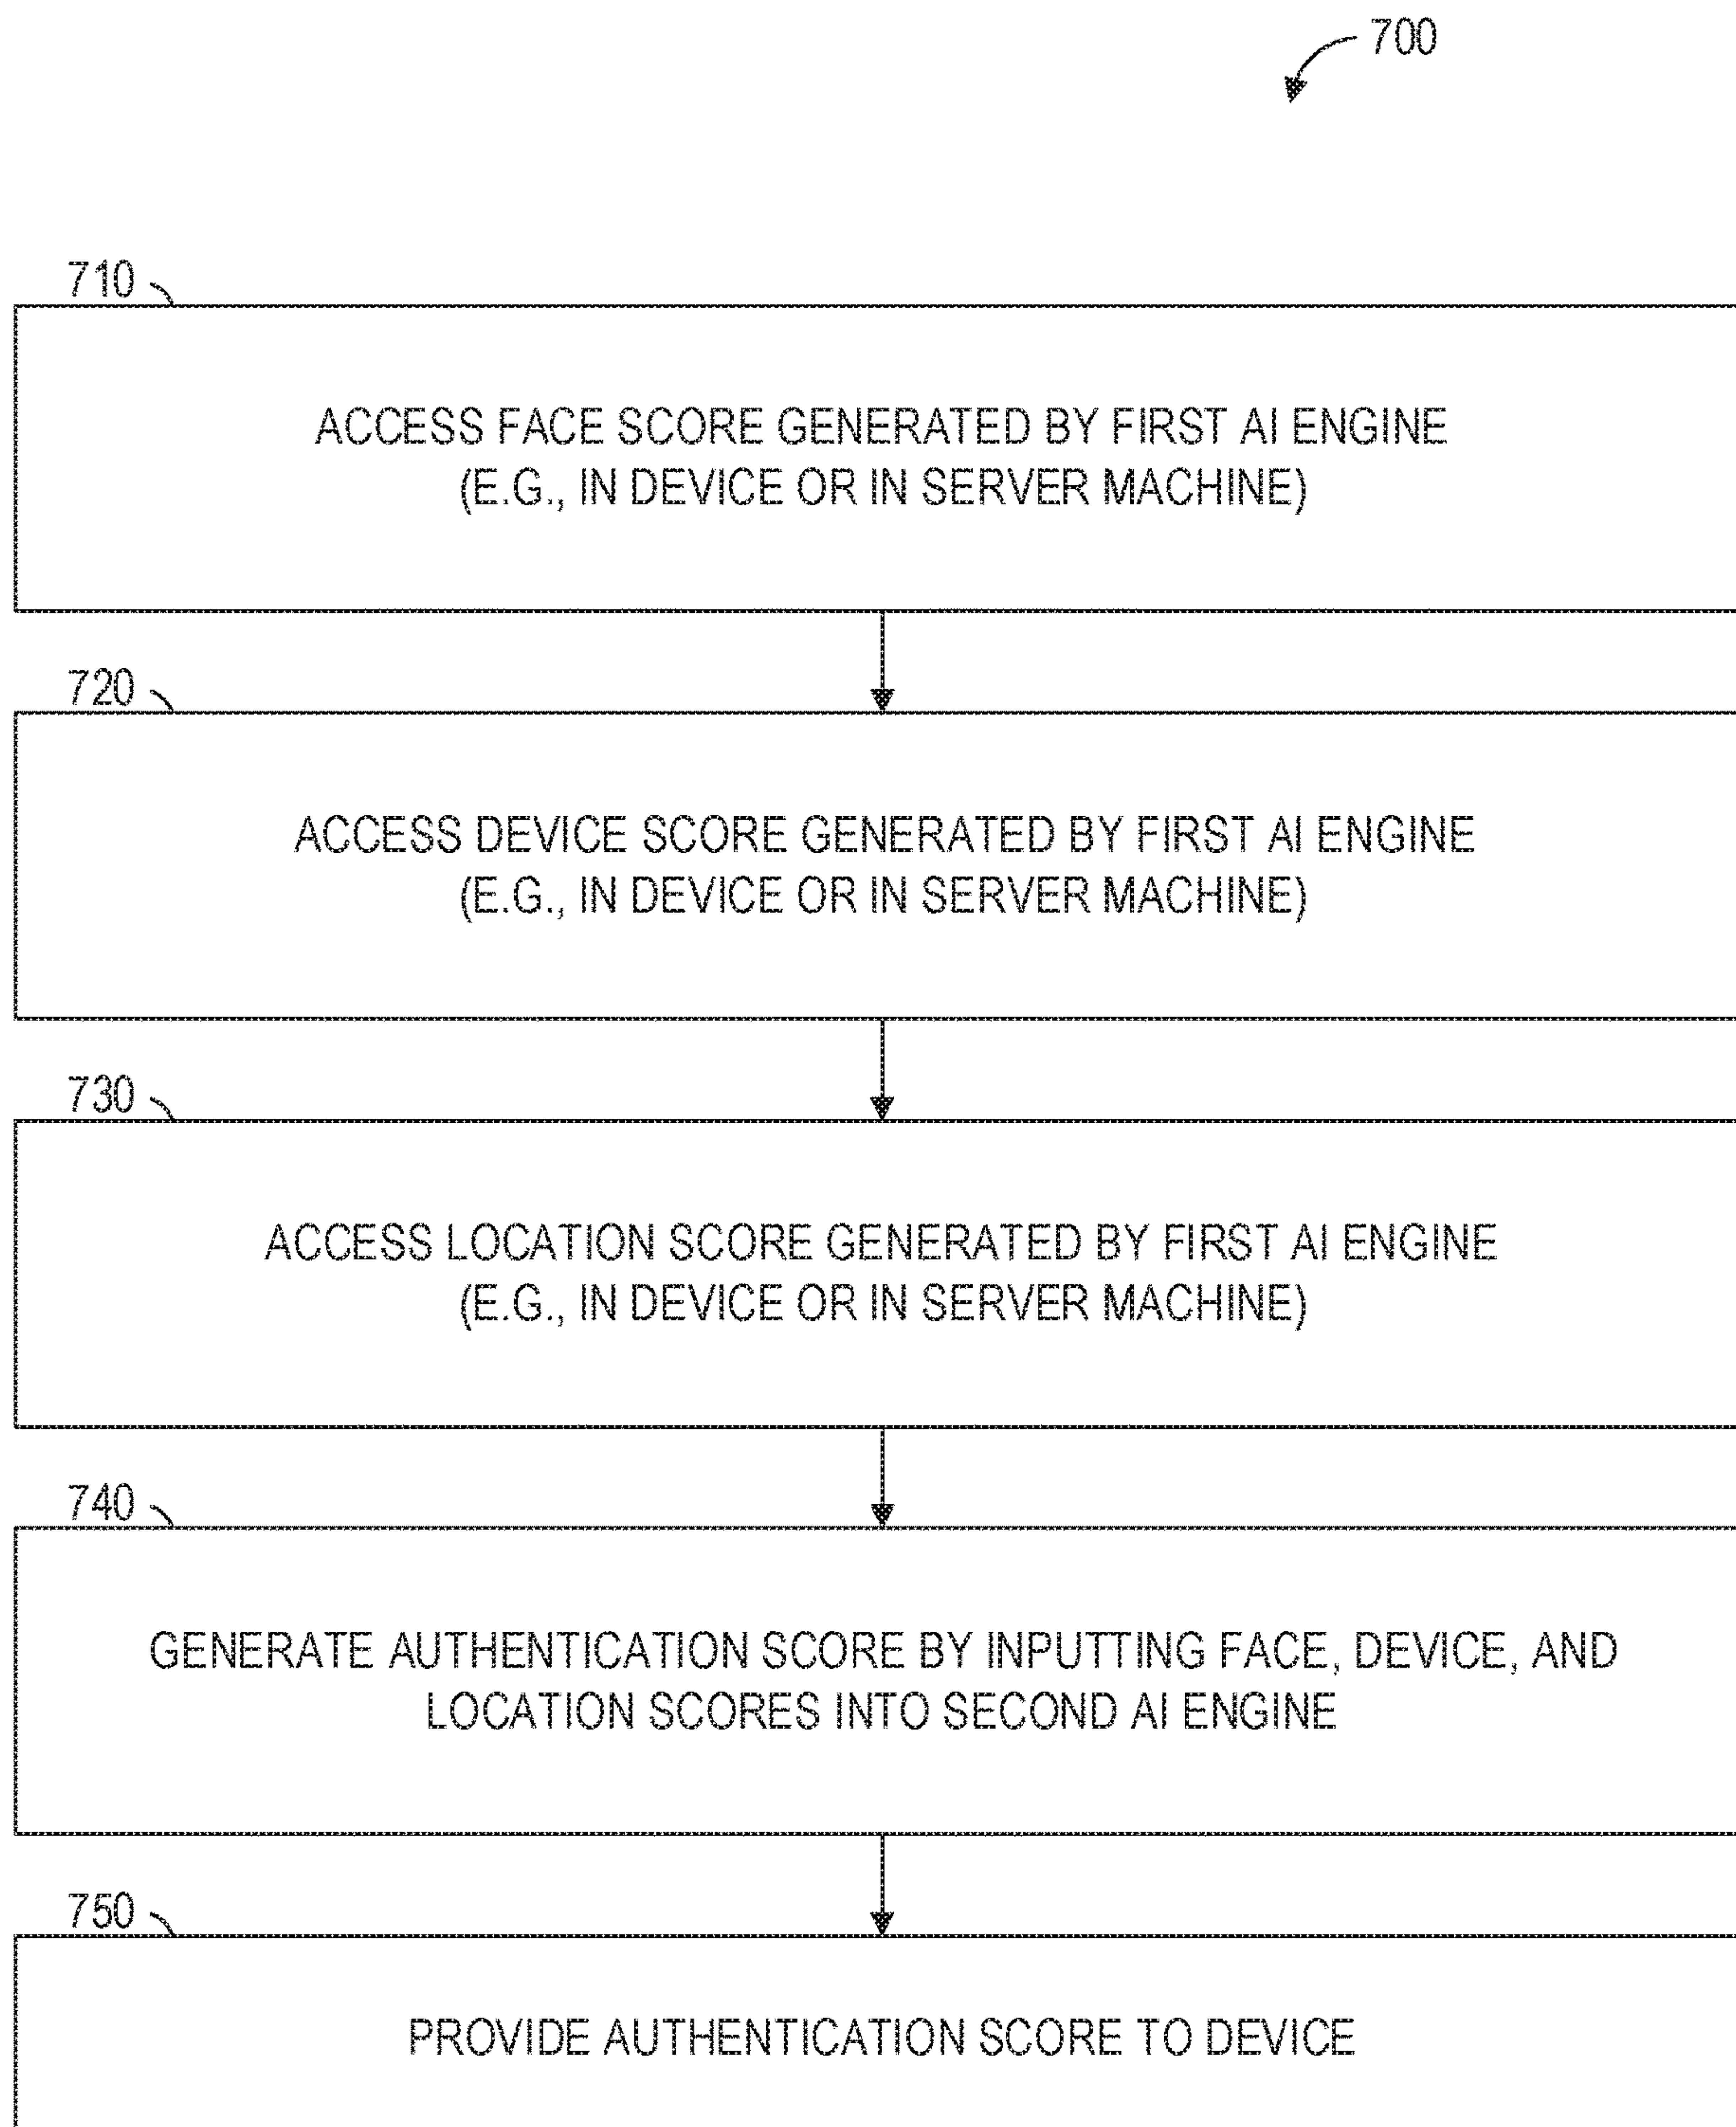 700
710
ACCESS FACE SCORE GENERATED BY FIRST AI ENGINE
(E.G., IN DEVICE OR IN SERVER MACHINE)
720
ACCESS DEVICE SCORE GENERATED BY FIRST AI ENGINE
(E.G., IN DEVICE OR IN SERVER MACHINE)
730
ACCESS LOCATION SCORE GENERATED BY FIRST AI ENGINE
(E.G., IN DEVICE OR IN SERVER MACHINE)
740
GENERATE AUTHENTICATION SCORE BY INPUTTING FACE, DEVICE, AND
LOCATION SCORES INTO SECOND AI ENGINE
750
PROVIDE AUTHENTICATION SCORE TO DEVICE